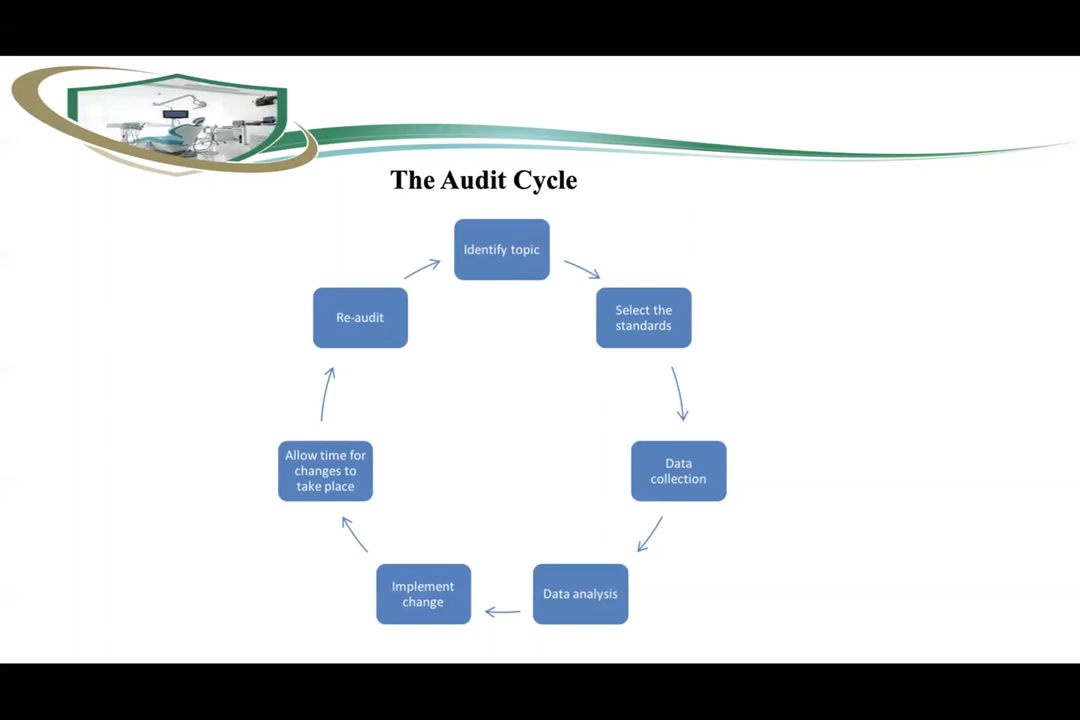 The Audit Cycle
Identify topic
Select the
standards
Data
collection
Data analysis
Implement
change
Allow time for
changes to
take place
Re-audit